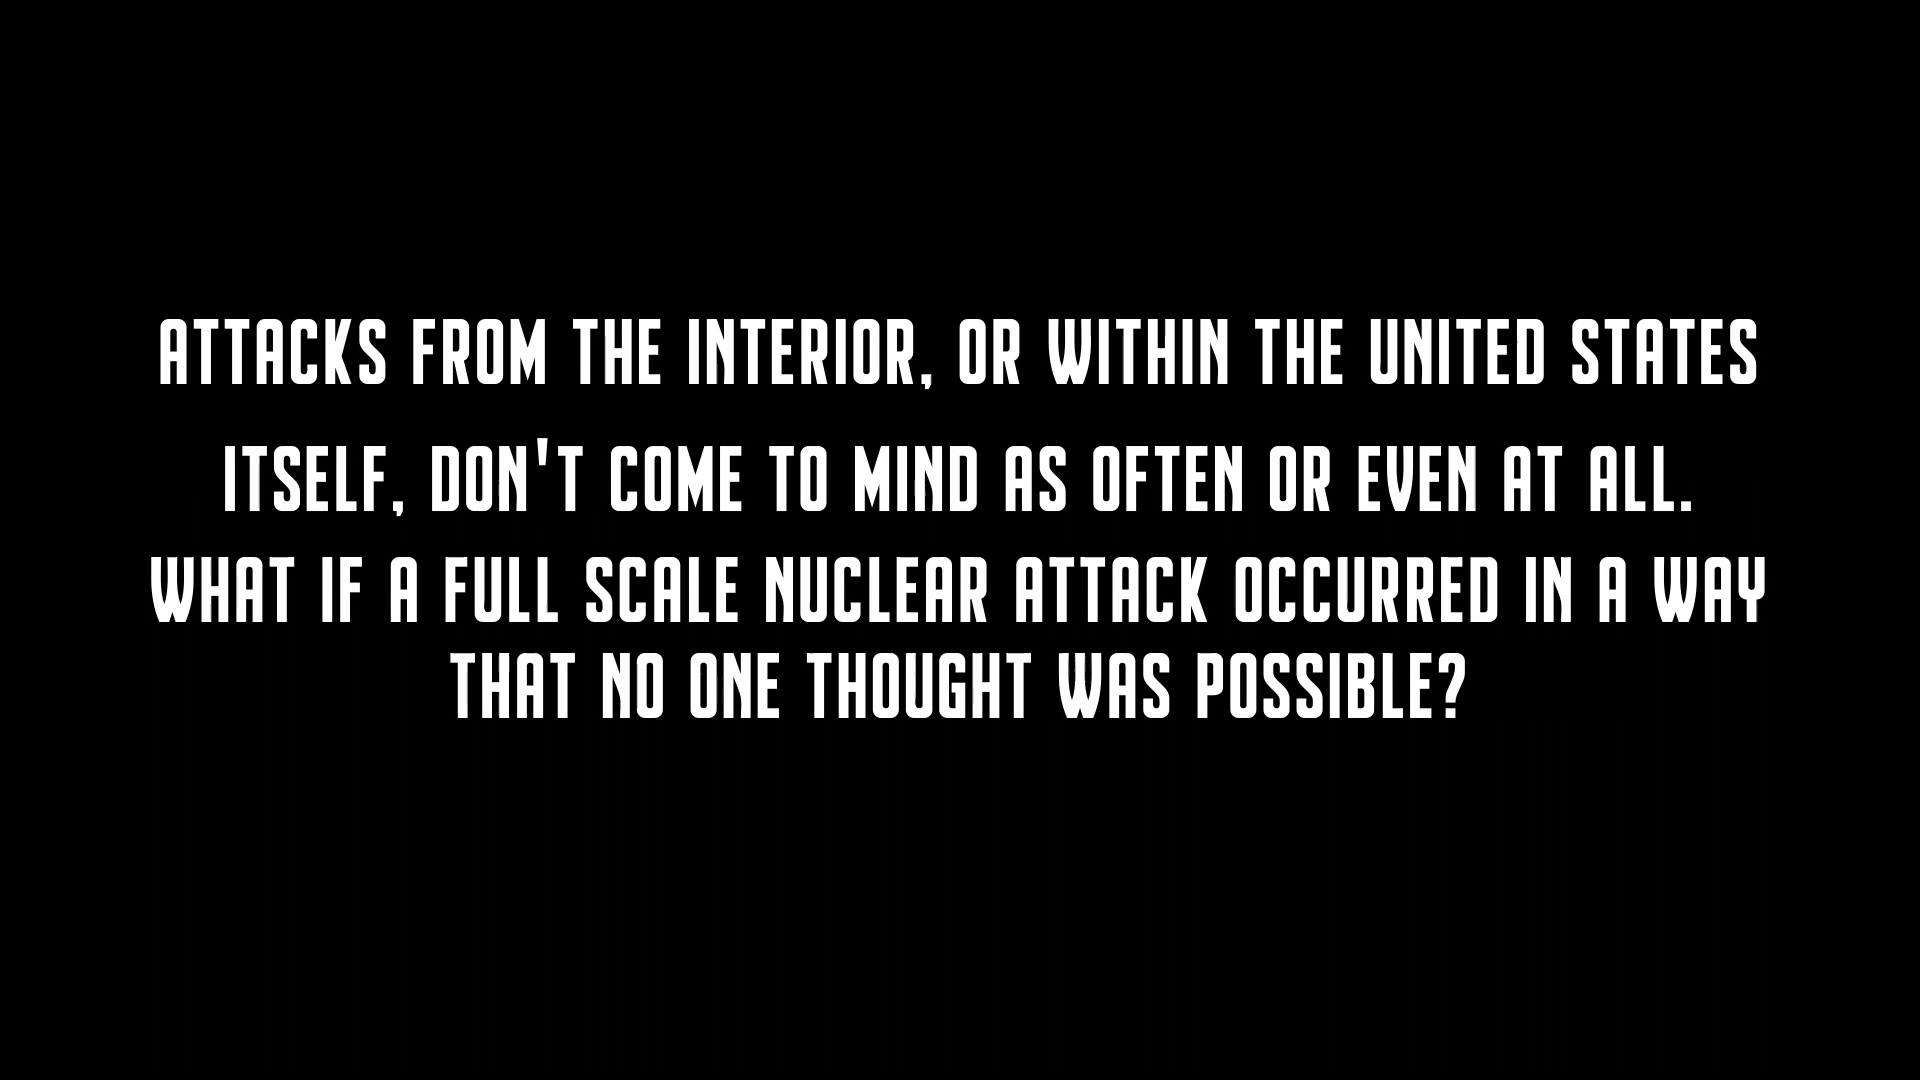 ATTACKS FROM THE INTERIOR, OR WITHIN THE UNITED STATES
ITSELF, DON'T COME TO MIND AS OFTEN OR EVEN AT ALL.
WHAT IF A FULL SCALE NUCLEAR ATTACK OCCURRED IN A WAY
THAT NO ONE THOUGHT WAS POSSIBLE?